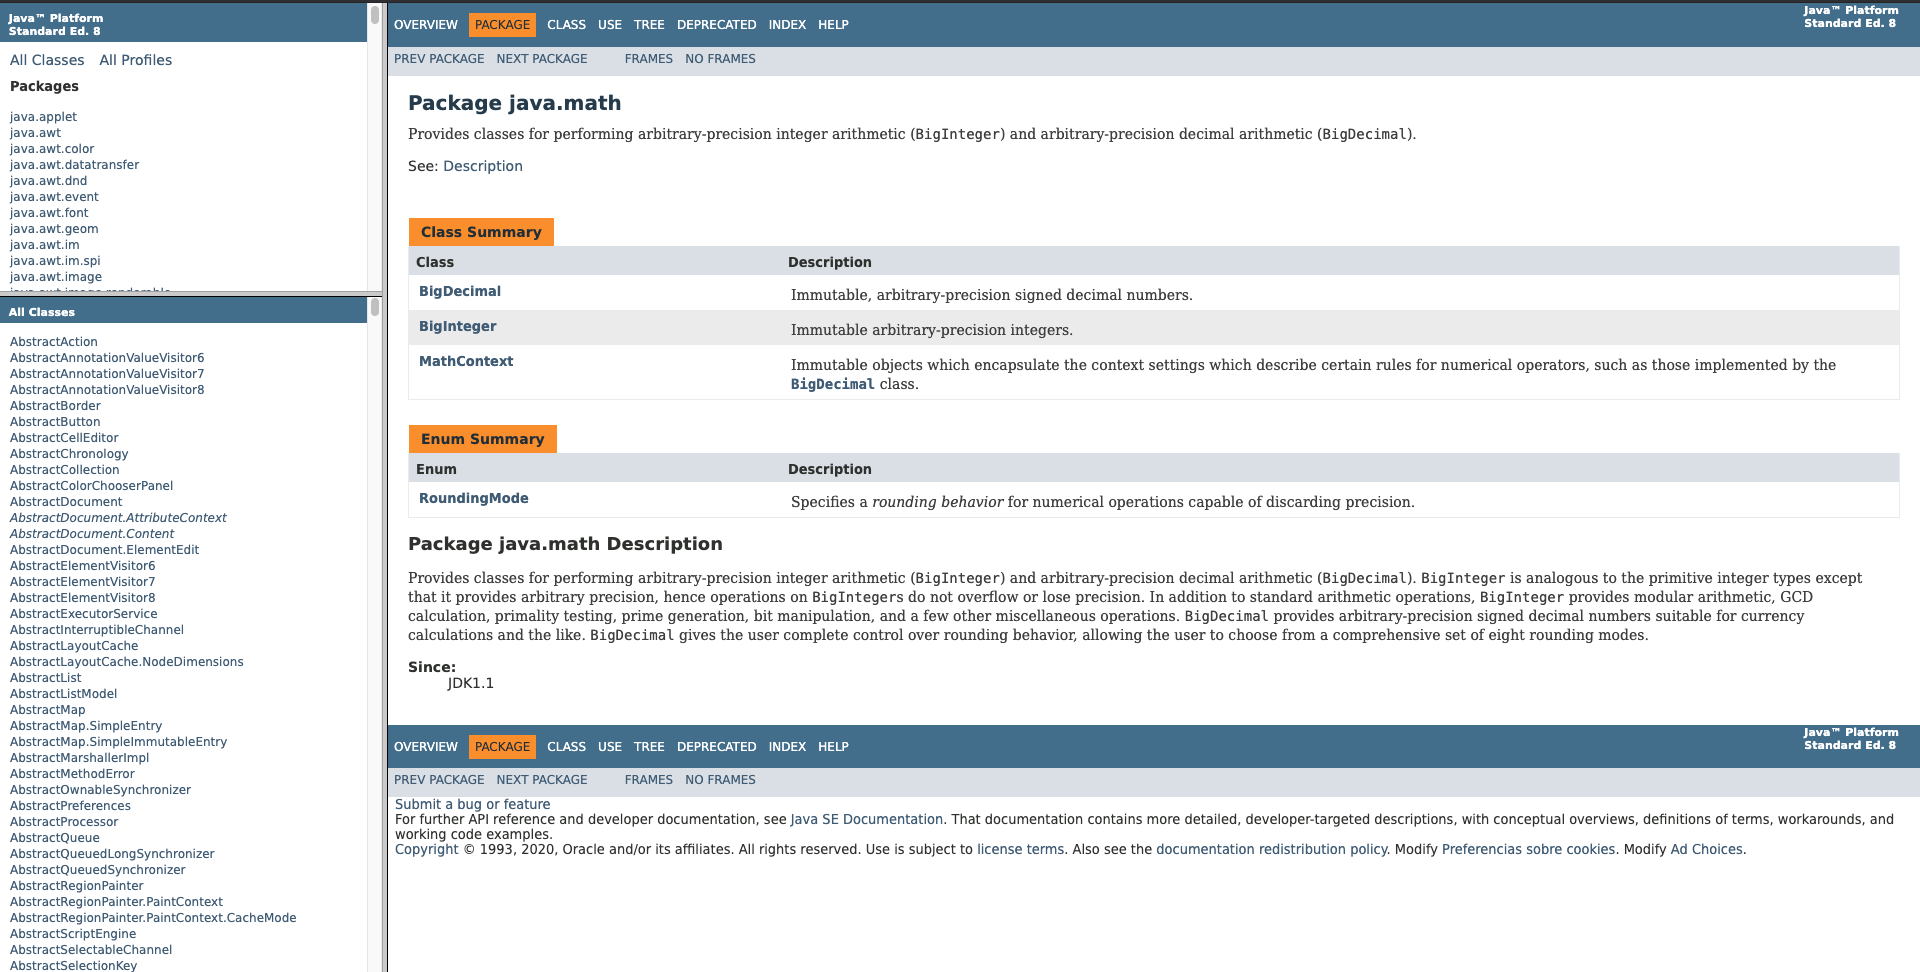 Java™ Platform
Standard Ed. 8
All Classes All Profiles
Packages
java.applet
java.awt
java.awt.color
java.awt.datatransfer
java.awt.dnd
java.awt.event
java.awt.font
java.awt.geom
java.awt.im
java.awt.im.spi
java.awt.image
java.awt.image.renderable
All Classes
AbstractAction
AbstractAnnotationValueVisitor6
AbstractAnnotationValueVisitor7
AbstractAnnotationValueVisitor8
AbstractBorder
AbstractButton
AbstractCellEditor
AbstractChronology
AbstractCollection
AbstractColorChooserPanel
AbstractDocument
AbstractDocument.AttributeContext
AbstractDocument.Content
AbstractDocument.ElementEdit
AbstractElementVisitor6
AbstractElementVisitor7
AbstractElementVisitor8
AbstractExecutorService
AbstractInterruptibleChannel
AbstractLayoutCache
AbstractLayoutCache.NodeDimensions
AbstractList
AbstractListModel
AbstractMap
AbstractMap.SimpleEntry
AbstractMap.SimpleImmutableEntry
AbstractMarshallerImpl
AbstractMethodError
AbstractOwnableSynchronizer
AbstractPreferences
AbstractProcessor
AbstractQueue
AbstractQueuedLongSynchronizer
AbstractQueuedSynchronizer
AbstractRegionPainter
AbstractRegionPainter.PaintContext
AbstractRegionPainter.PaintContext.CacheMode
AbstractScriptEngine
AbstractSelectableChannel
AbstractSelectionKey
OVERVIEW PACKAGE CLASS USE TREE DEPRECATED INDEX HELP
Java™ Platform
Standard Ed. 8
PREV PACKAGE NEXT PACKAGE FRAMES NO FRAMES
Package java.math
Provides classes for performing arbitrary-precision integer arithmetic (BigInteger) and arbitrary-precision decimal arithmetic (BigDecimal).
See: Description
Class Summary
Class Description
BigDecimal Immutable, arbitrary-precision signed decimal numbers.
BigInteger Immutable arbitrary-precision integers.
MathContext Immutable objects which encapsulate the context settings which describe certain rules for numerical operators, such as those implemented by the
BigDecimal class.
Enum Summary
Enum Description
RoundingMode Specifies a rounding behavior for numerical operations capable of discarding precision.
Package java.math Description
Provides classes for performing arbitrary-precision integer arithmetic (BigInteger) and arbitrary-precision decimal arithmetic (BigDecimal). BigInteger is analogous to the primitive integer types except
that it provides arbitrary precision, hence operations on BigIntegers do not overflow or lose precision. In addition to standard arithmetic operations, BigInteger provides modular arithmetic, GCD
calculation, primality testing, prime generation, bit manipulation, and a few other miscellaneous operations. BigDecimal provides arbitrary-precision signed decimal numbers suitable for currency
calculations and the like. BigDecimal gives the user complete control over rounding behavior, allowing the user to choose from a comprehensive set of eight rounding modes.
Since:
JDK1.1
OVERVIEW PACKAGE CLASS USE TREE DEPRECATED INDEX HELP
Java™ Platform
Standard Ed. 8
PREV PACKAGE NEXT PACKAGE FRAMES NO FRAMES
Submit a bug or feature
For further API reference and developer documentation, see Java SE Documentation. That documentation contains more detailed, developer-targeted descriptions, with conceptual overviews, definitions of terms, workarounds, and
working code examples.
Copyright © 1993, 2020, Oracle and/or its affiliates. All rights reserved. Use is subject to license terms. Also see the documentation redistribution policy. Modify Preferencias sobre cookies. Modify Ad Choices.